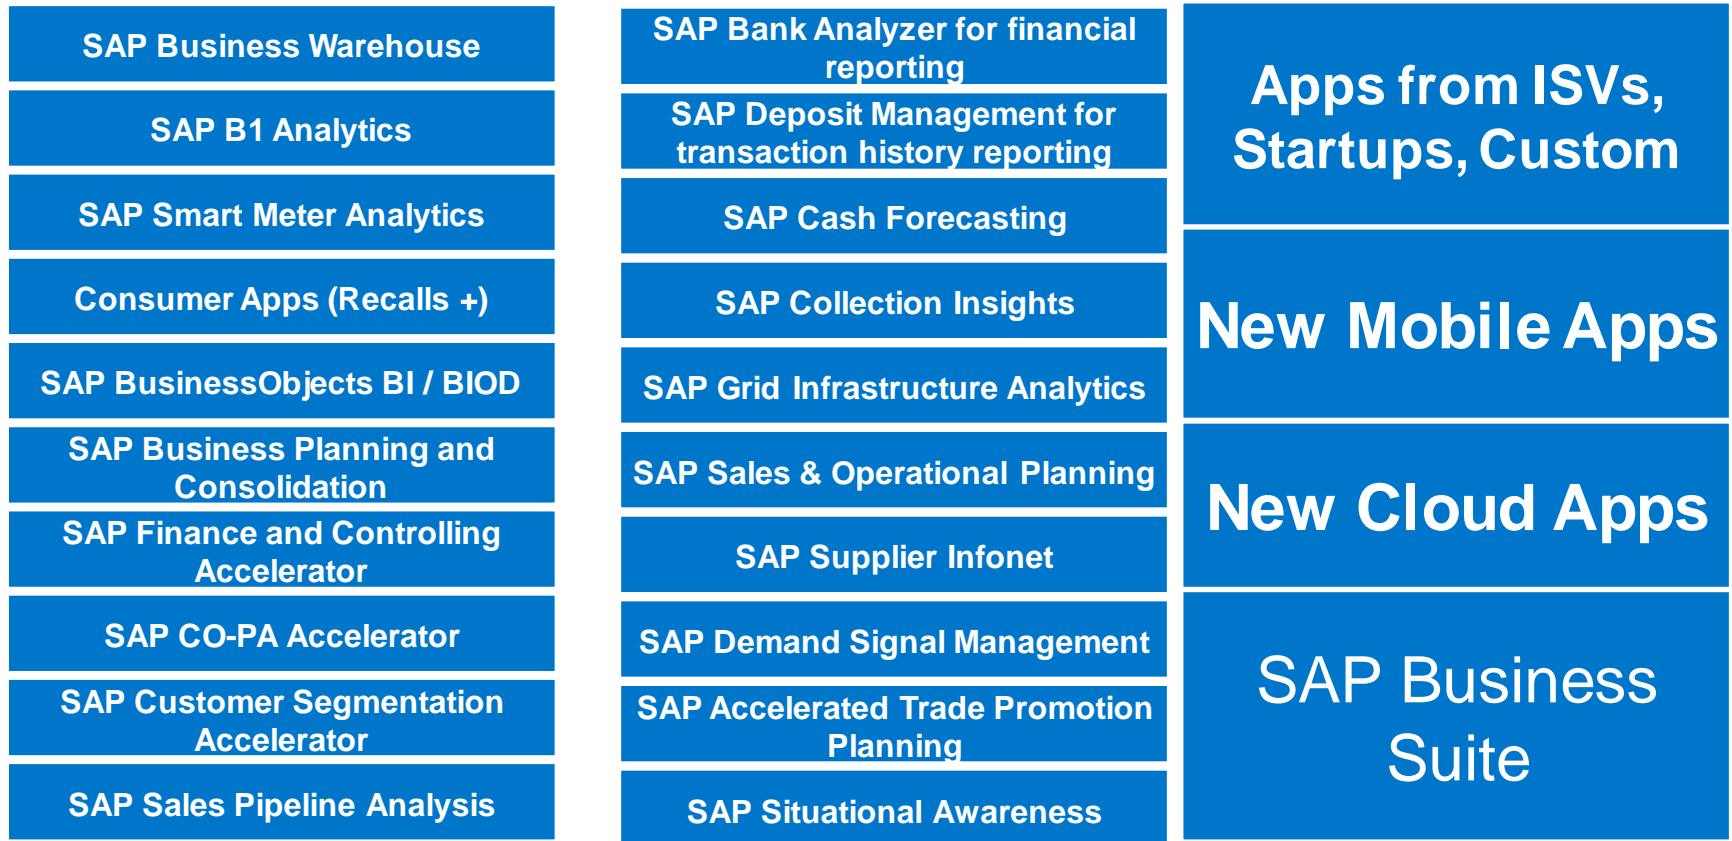 SAP Business Warehouse
SAP B1 Analytics
SAP Smart Meter Analytics
Consumer Apps (Recalls +)
SAP BusinessObjects BI / BIOD
SAP Business Planning and
Consolidation
SAP Finance and Controlling
Accelerator
SAP CO-PA Accelerator
SAP Customer Segmentation
Accelerator
SAP Sales Pipeline Analysis
SAP Bank Analyzer for financial
reporting
SAP Deposit Management for
transaction history reporting
SAP Cash Forecasting
SAP Collection Insights
SAP Grid Infrastructure Analytics
SAP Sales & Operational Planning
SAP Supplier Infonet
SAP Demand Signal Management
SAP Accelerated Trade Promotion
Planning
SAP Situational Awareness
Apps from ISVs,
Startups, Custom
New Mobile Apps
New Cloud Apps
SAP Business
Suite